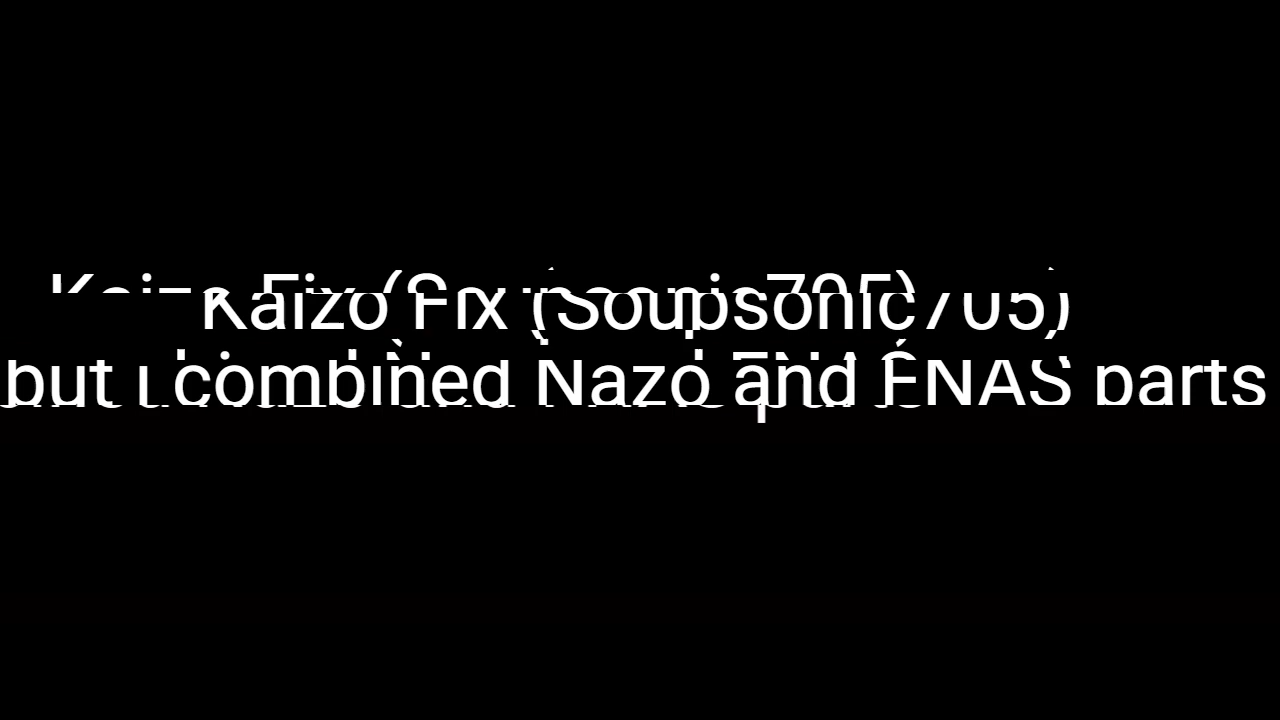 Kaizo Fix (Soupsonic705)
but i combined Nazo and ENAS parts